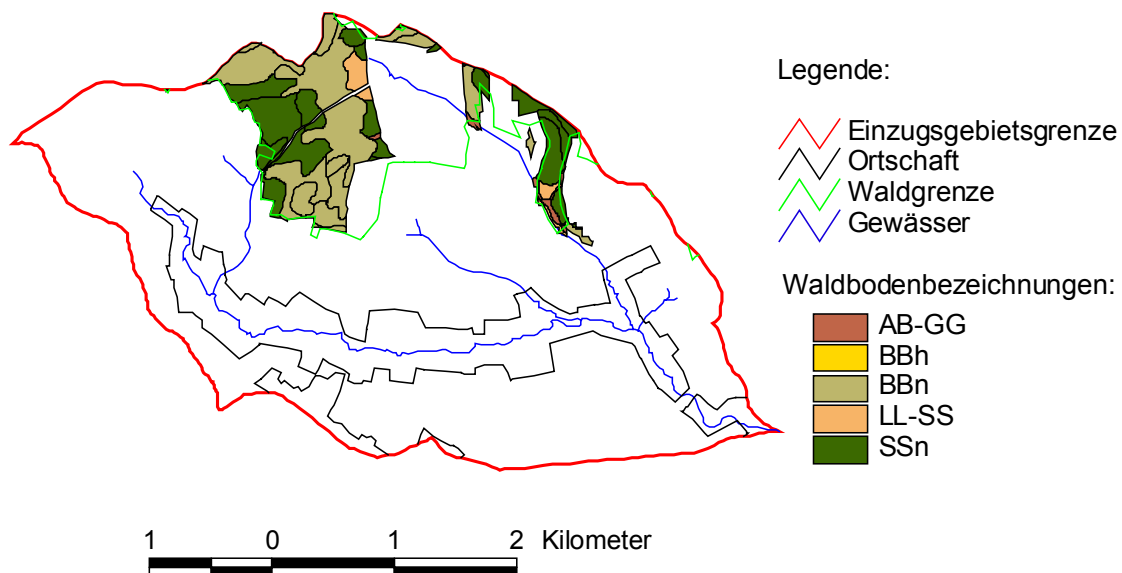 Legende:
Einzugsgebietsgrenze
Ortschaft
Waldgrenze
Gewässer
Waldbodenbezeichnungen:
AB-GG
BBh
BBn
LL-SS
SSn
1 0 1 2 Kilometer